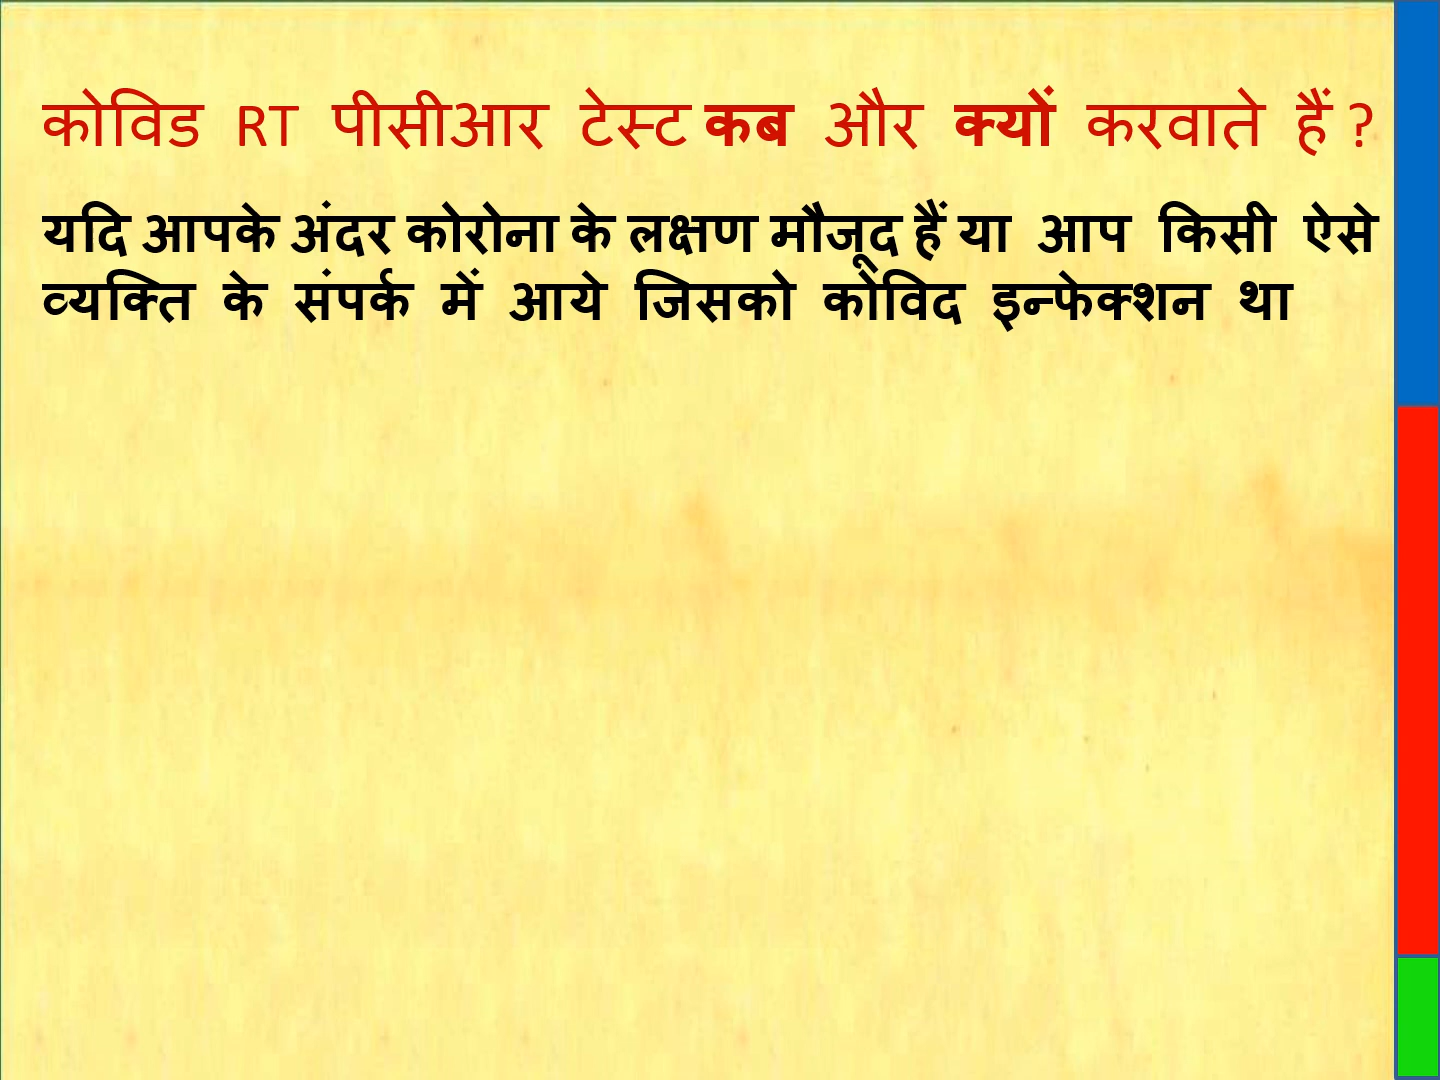 कोविड RT पीसीआर टेस्ट कब और क्यों करवाते हैं ?
यदि आपके अंदर कोरोना के लक्षण मौजूद हैं या आप किसी ऐसे
व्यक्ति के संपर्क में आये जिसको कोविद इन्फेक्शन था